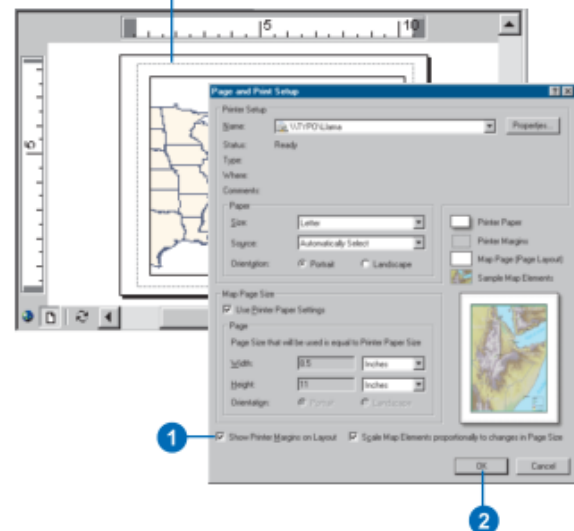 5 10
5
Page and Print Setup
Printer Setup
Name: \\TYPO\Llama Properties...
Status: Ready
Type:
Where:
Comments:
Paper
Size: Letter
Source: Automatically Select
Orientation: Portrait Landscape
Printer Paper
Printer Margins
Map Page (Page Layout)
Sample Map Elements
Map Page Size
Use Printer Paper Settings
Page
Page Size that will be used is equal to Printer Paper Size
Width: 8.5 Inches
Height: 11 Inches
Orientation: Portrait Landscape
1 Show Printer Margins on Layout Scale Map Elements proportionally to changes in Page Size
OK Cancel
2